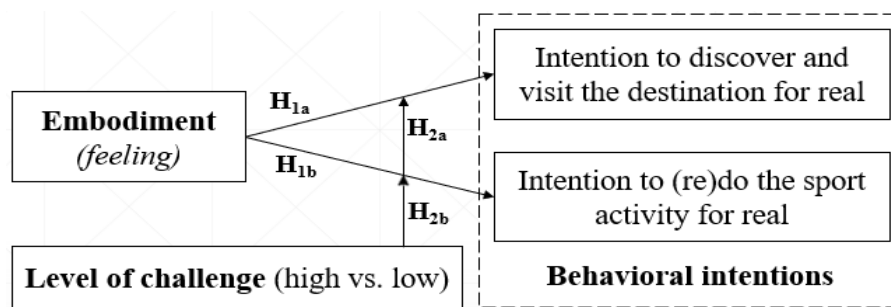 Embodiment
(feeling)
H1a
H1b
H2a
H2b
Level of challenge (high vs. low)
Intention to discover and
visit the destination for real
Intention to (re)do the sport
activity for real
Behavioral intentions